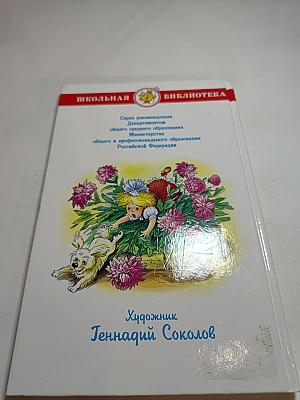 ШКОЛЬНАЯ БИБЛИОТЕКА
Серия рекомендована
Департаментом
общего среднего образования
Министерства
общего и профессионального образования
Российской Федерации
Художник
Геннадий Соколов